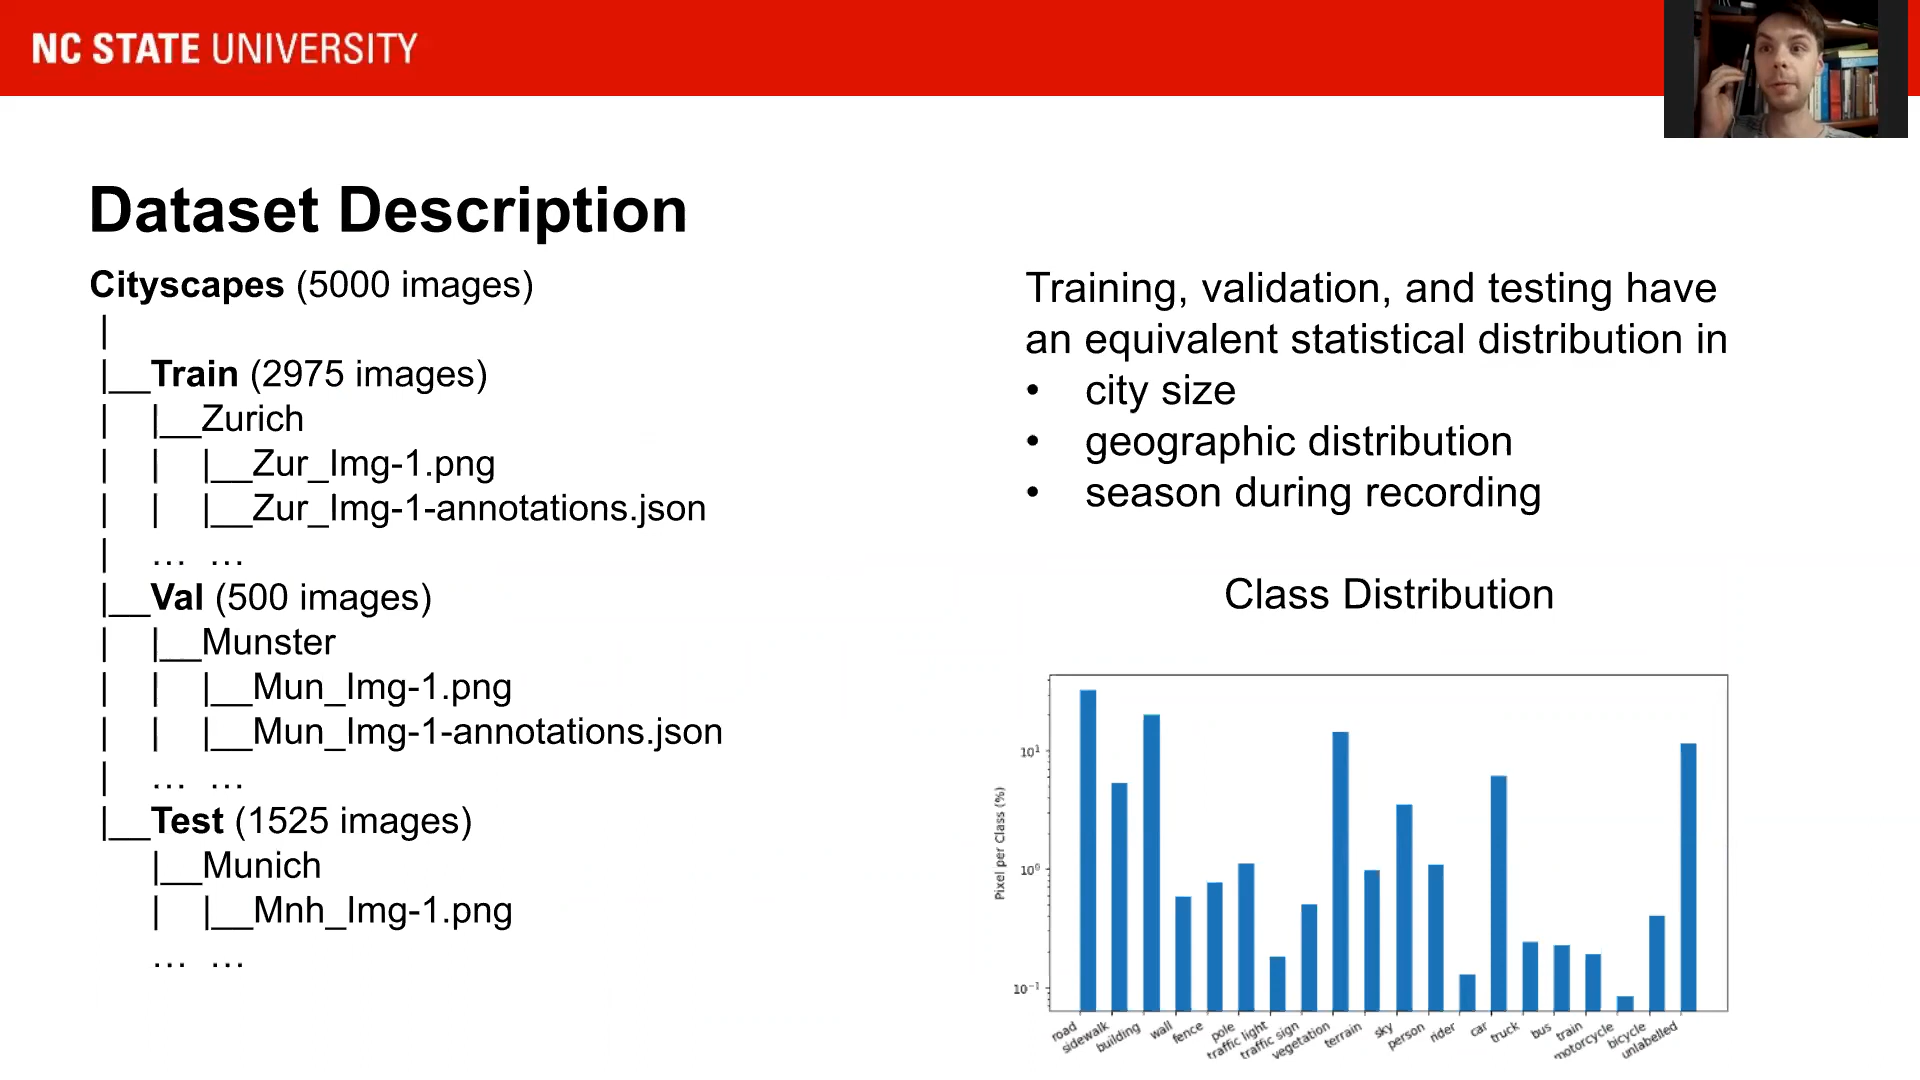 NC STATE UNIVERSITY
Dataset Description
Cityscapes (5000 images)
|
|__Train (2975 images)
| |__Zurich
| | |__Zur_Img-1.png
| | |__Zur_Img-1-annotations.json
| … …
|__Val (500 images)
| |__Munster
| | |__Mun_Img-1.png
| | |__Mun_Img-1-annotations.json
| … …
|__Test (1525 images)
|__Munich
| |__Mnh_Img-1.png
… …
Training, validation, and testing have
an equivalent statistical distribution in
• city size
• geographic distribution
• season during recording
Class Distribution
Pixel per Class (%)
10¹
10⁰
10⁻¹
road
sidewalk
building
wall
fence
pole
traffic light
traffic sign
vegetation
terrain
sky
person
rider
car
truck
bus
train
motorcycle
bicycle
unlabelled